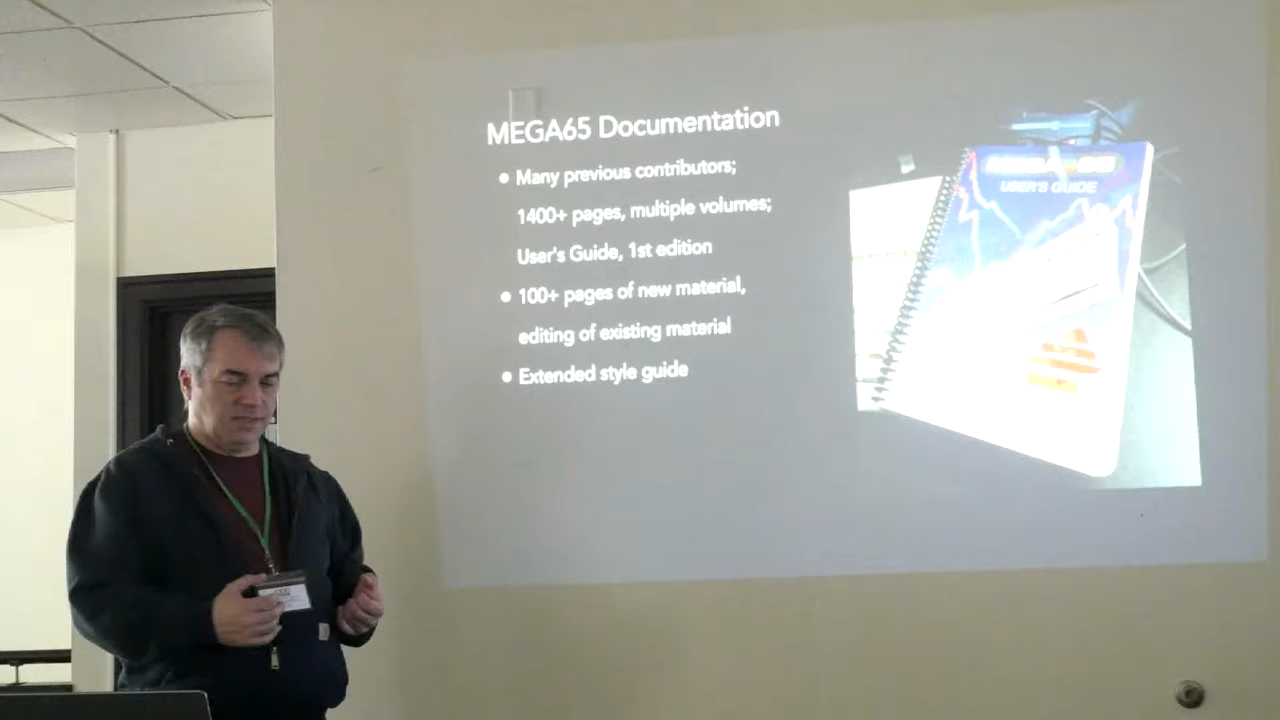 MEGA65 Documentation
• Many previous contributors;
1400+ pages, multiple volumes;
User's Guide, 1st edition
• 100+ pages of new material,
editing of existing material
• Extended style guide
USER'S GUIDE